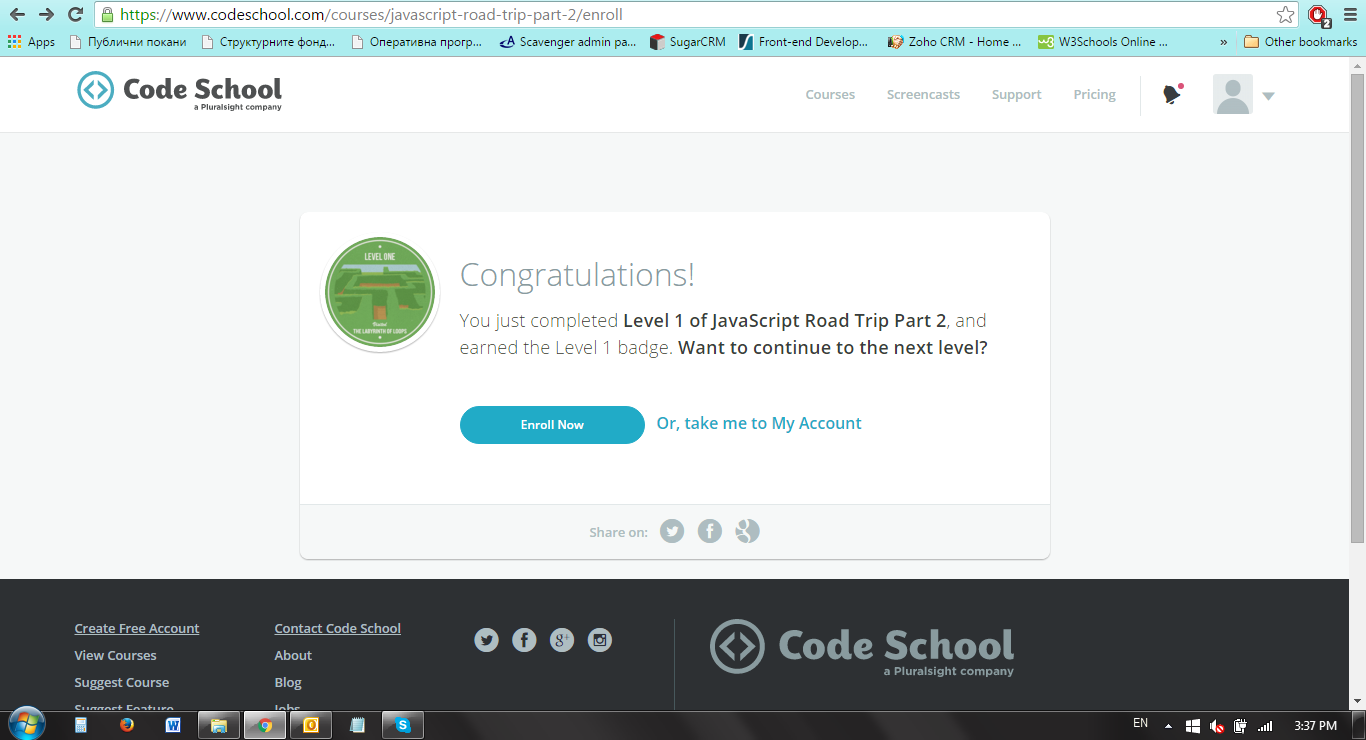 https://www.codeschool.com/courses/javascript-road-trip-part-2/enroll
2
Apps Публични покани Структурните фонд... Оперативна прогр... Scavenger admin pa... SugarCRM Front-end Develop... Zoho CRM - Home ... W3Schools Online ... » Other bookmarks
Code School
a Pluralsight company
Courses Screencasts Support Pricing
LEVEL ONE
THE LABYRINTH OF LOOPS
Congratulations!
You just completed Level 1 of JavaScript Road Trip Part 2, and
earned the Level 1 badge. Want to continue to the next level?
Enroll Now Or, take me to My Account
Share on:
Create Free Account Contact Code School
View Courses About
Suggest Course Blog
Suggest Feature Jobs
Code School
a Pluralsight company
EN 3:37 PM